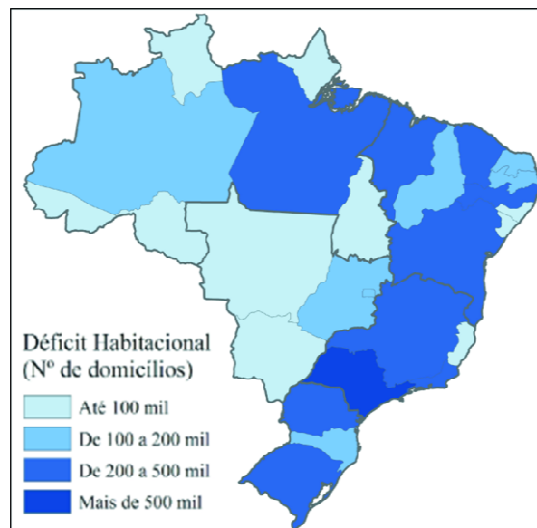 Déficit Habitacional
(Nº de domicílios)
Até 100 mil
De 100 a 200 mil
De 200 a 500 mil
Mais de 500 mil